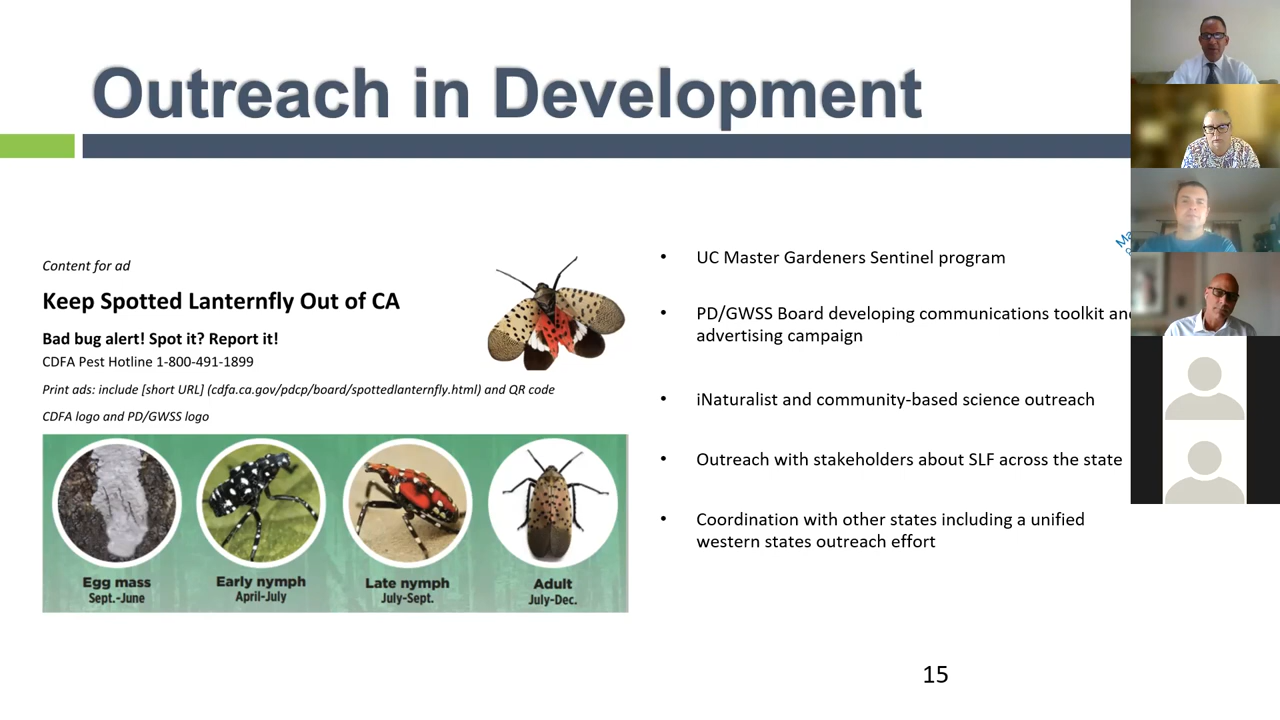 Outreach in Development
Content for ad
Keep Spotted Lanternfly Out of CA
Bad bug alert! Spot it? Report it!
CDFA Pest Hotline 1-800-491-1899
Print ads: include [short URL] (cdfa.ca.gov/pdcp/board/spottedlanternfly.html) and QR code
CDFA logo and PD/GWSS logo
Egg mass
Sept.-June
Early nymph
April-July
Late nymph
July-Sept.
Adult
July-Dec.
• UC Master Gardeners Sentinel program
• PD/GWSS Board developing communications toolkit and
advertising campaign
• iNaturalist and community-based science outreach
• Outreach with stakeholders about SLF across the state
• Coordination with other states including a unified
western states outreach effort
15